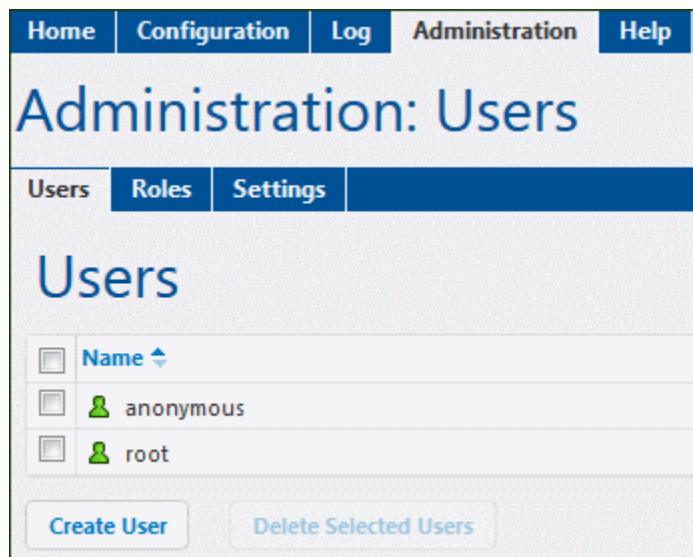 Home Configuration Log Administration Help
Administration: Users
Users Roles Settings
Users
Name
anonymous
root
Create User Delete Selected Users